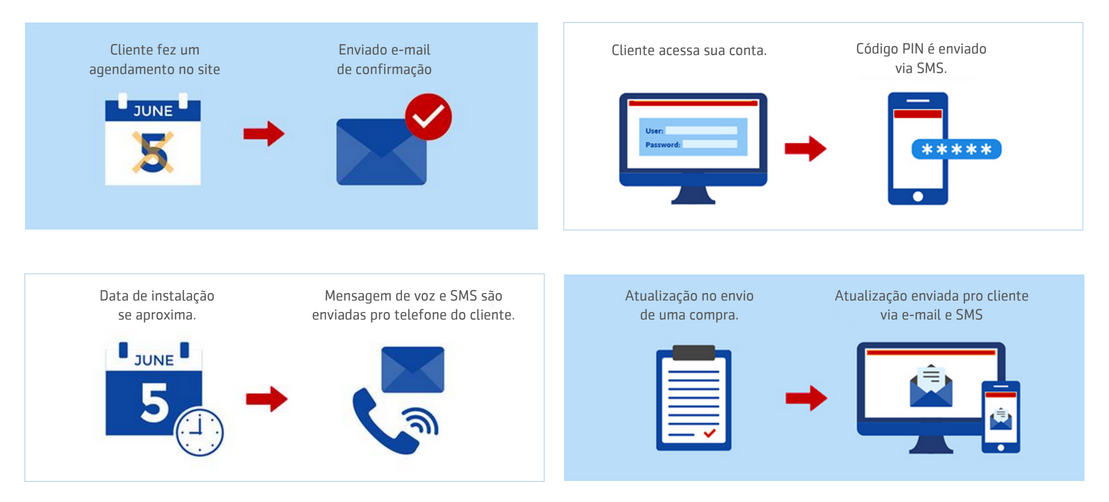 Cliente fez um
agendamento no site
Enviado e-mail
de confirmação
JUNE
5
Cliente acessa sua conta.
Código PIN é enviado
via SMS.
User:
Password:
*****
Data de instalação
se aproxima.
Mensagem de voz e SMS são
enviadas pro telefone do cliente.
JUNE
5
Atualização no envio
de uma compra.
Atualização enviada pro cliente
via e-mail e SMS